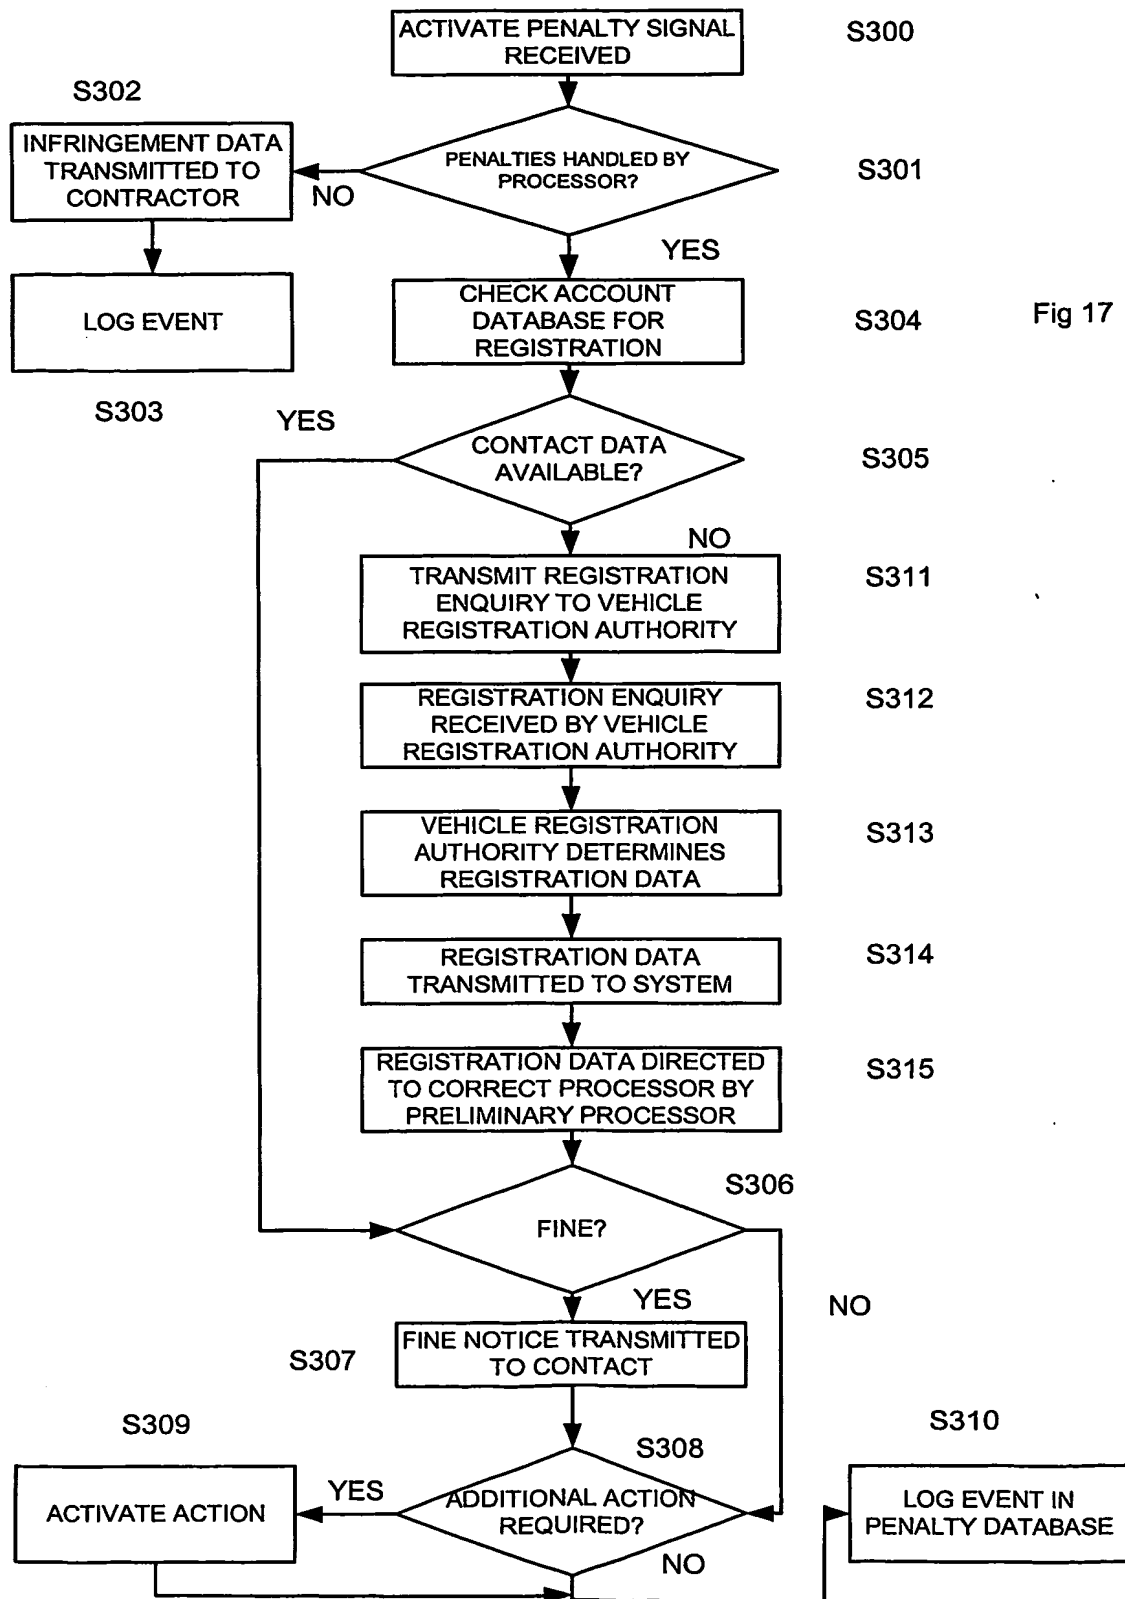 ACTIVATE PENALTY SIGNAL
RECEIVED
S300
S302
INFRINGEMENT DATA
TRANSMITTED TO
CONTRACTOR
NO
PENALTIES HANDLED BY
PROCESSOR?
S301
YES
LOG EVENT
S303
CHECK ACCOUNT
DATABASE FOR
REGISTRATION
S304
Fig 17
YES
CONTACT DATA
AVAILABLE?
S305
NO
TRANSMIT REGISTRATION
ENQUIRY TO VEHICLE
REGISTRATION AUTHORITY
S311
REGISTRATION ENQUIRY
RECEIVED BY VEHICLE
REGISTRATION AUTHORITY
S312
VEHICLE REGISTRATION
AUTHORITY DETERMINES
REGISTRATION DATA
S313
REGISTRATION DATA
TRANSMITTED TO SYSTEM
S314
REGISTRATION DATA DIRECTED
TO CORRECT PROCESSOR BY
PRELIMINARY PROCESSOR
S315
S306
FINE?
YES
NO
FINE NOTICE TRANSMITTED
TO CONTACT
S307
S309
S308
S310
ACTIVATE ACTION
YES
ADDITIONAL ACTION
REQUIRED?
NO
LOG EVENT IN
PENALTY DATABASE